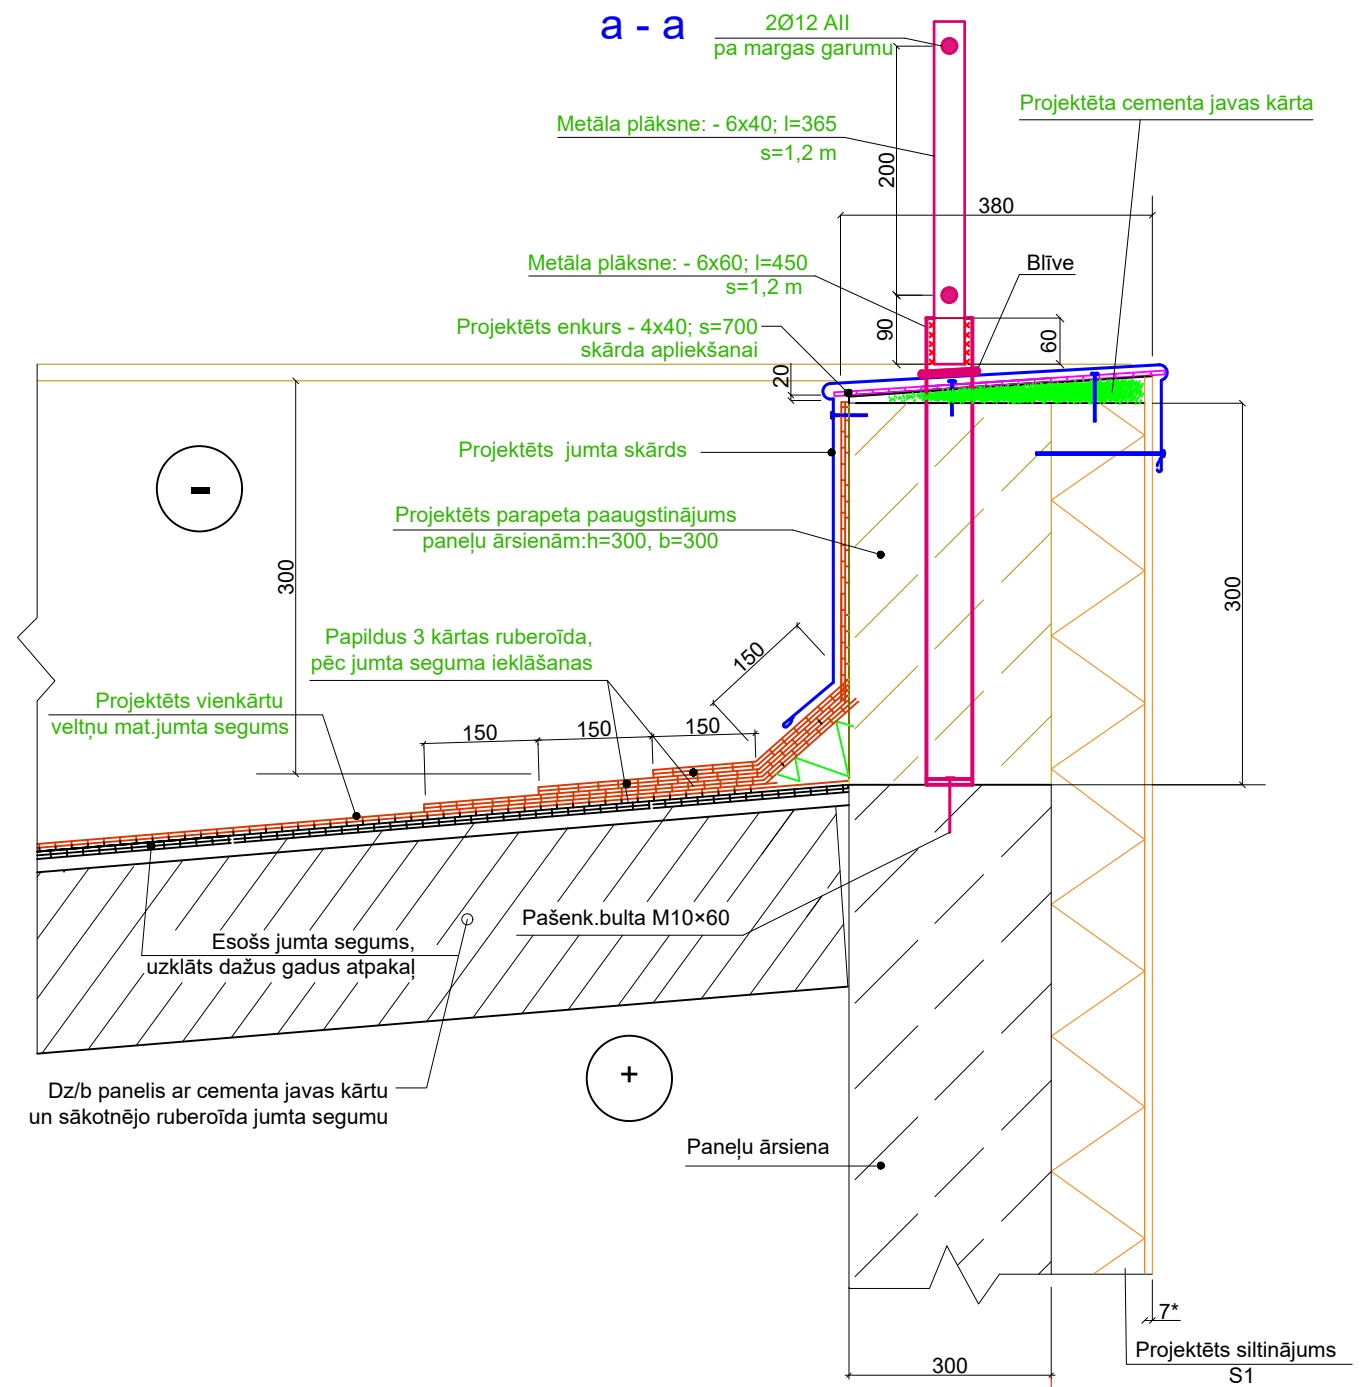 a - a
2Ø12 AII
pa margas garumu
Projektēta cementa javas kārta
Metāla plāksne: - 6x40; l=365
s=1,2 m
200
380
Metāla plāksne: - 6x60; l=450
s=1,2 m
Blīve
Projektēts enkurs - 4x40; s=700
skārda apliekšanai
90
60
20
Projektēts jumta skārds
-
Projektēts parapeta paaugstinājums
paneļu ārsienām:h=300, b=300
300
300
Papildus 3 kārtas ruberoīda,
pēc jumta seguma ieklāšanas
150
Projektēts vienkārtu
veltņu mat.jumta segums
150
150
150
Pašenk.bulta M10×60
Esošs jumta segums,
uzklāts dažus gadus atpakaļ
+
Dz/b panelis ar cementa javas kārtu
un sākotnējo ruberoīda jumta segumu
Paneļu ārsiena
7*
Projektēts siltinājums
S1
300